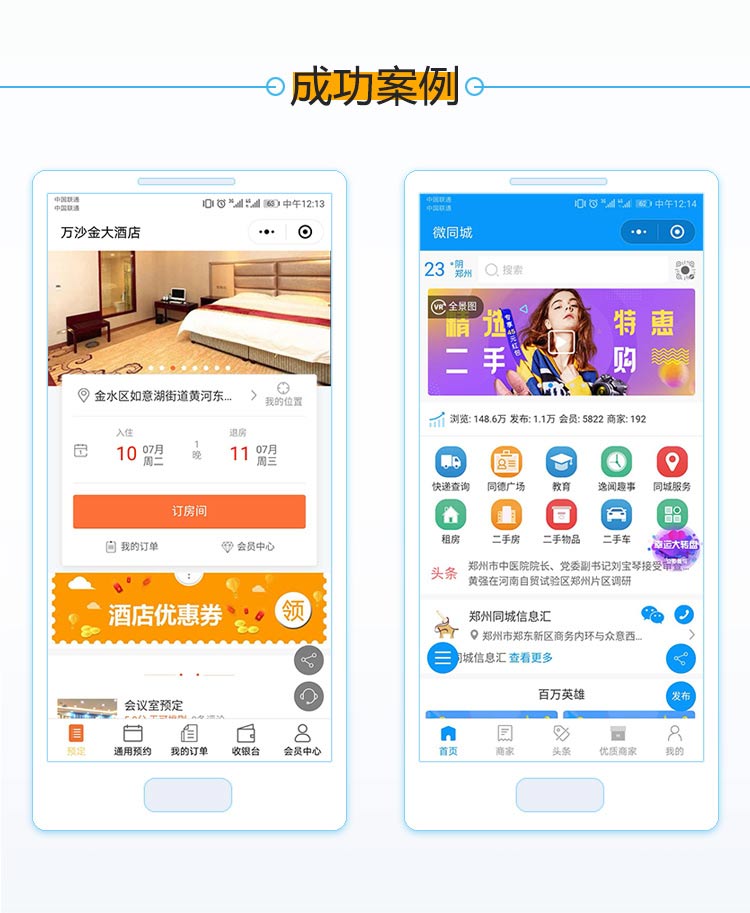 成功案例
中国联通
中国联通
中午12:13
万沙金大酒店
金水区如意湖街道黄河东...
我的位置
入住
10 07月 周二
1 晚
退房
11 07月 周三
订房间
我的订单
会员中心
酒店优惠券
领
会议室预定
预定
通用预约
我的订单
收银台
会员中心
中国联通
中国联通
中午12:14
微同城
23 °阴 郑州
搜索
VR 全景图
精选 特惠
二手 购
专享45元红包
浏览: 148.6万 发布: 1.1万 会员: 5822 商家: 192
快递查询
同德广场
教育
逸闻趣事
同城服务
租房
二手房
二手物品
二手车
幸运大转盘
头条
郑州市中医院院长、党委副书记刘宝琴接受审查...
黄强在河南自贸试验区郑州片区调研
郑州同城信息汇
郑州市郑东新区商务内环与众意西...
同城信息汇 查看更多
百万英雄
发布
首页
商家
头条
优质商家
我的